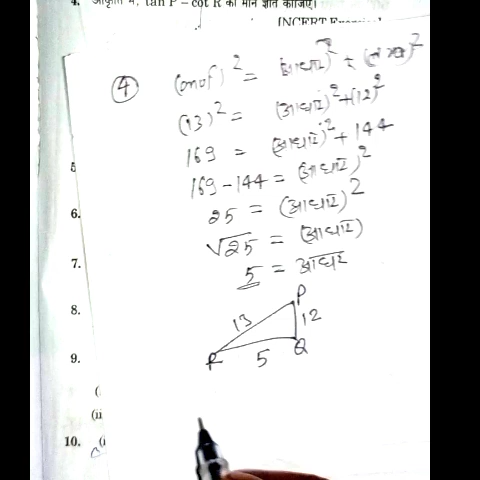 4. आकृति में, tan P – cot R का मान ज्ञात कीजिए।
[NCERT
④ (कर्ण)² = (आधार)² + (लम्ब)²
(13)² = (आधार)² + (12)²
169 = (आधार)² + 144
169 - 144 = (आधार)²
25 = (आधार)²
√25 = (आधार)
5 = आधार
P
13
12
R
5
Q
6.
7.
8.
9.
(ii
10. (i